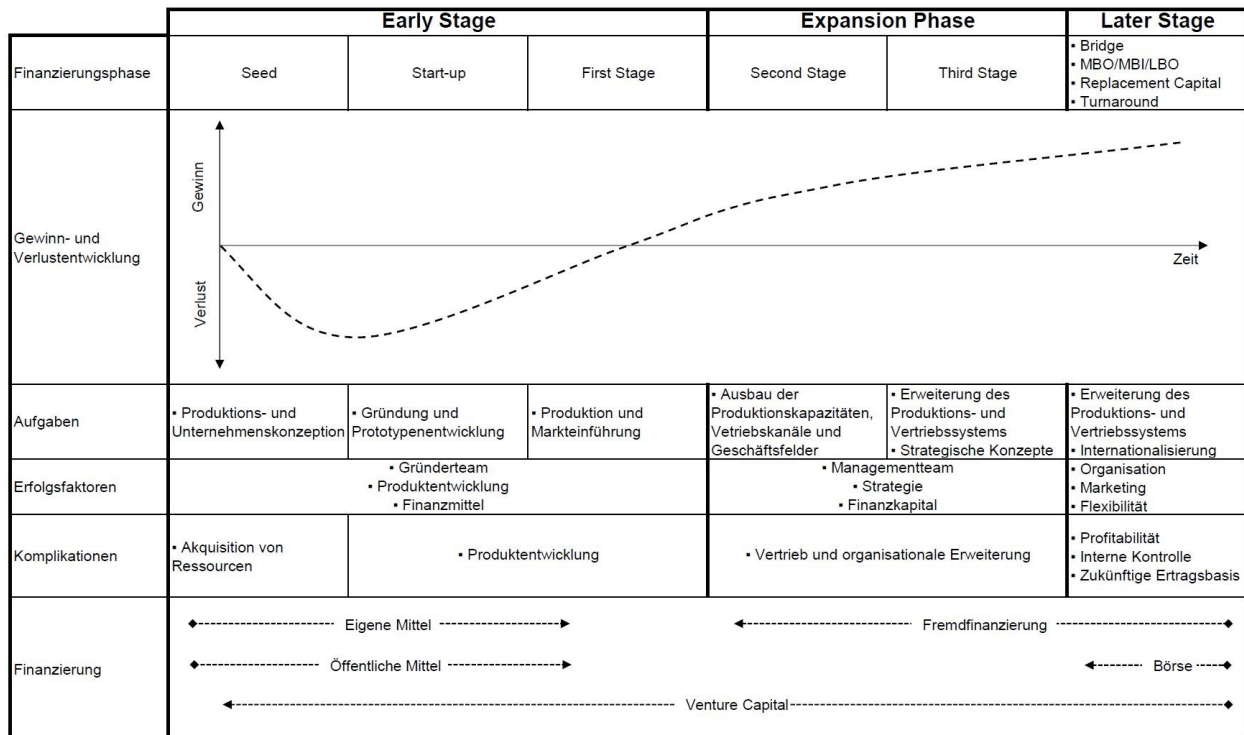 Early Stage Expansion Phase Later Stage
Finanzierungsphase Seed Start-up First Stage Second Stage Third Stage
▪ Bridge
▪ MBO/MBI/LBO
▪ Replacement Capital
▪ Turnaround
Gewinn- und
Verlustentwicklung
Gewinn
Verlust
Zeit
Aufgaben
▪ Produktions- und
Unternehmenskonzeption
▪ Gründung und
Prototypenentwicklung
▪ Produktion und
Markteinführung
▪ Ausbau der
Produktionskapazitäten,
Vetriebskanäle und
Geschäftsfelder
▪ Erweiterung des
Produktions- und
Vertriebssystems
▪ Strategische Konzepte
▪ Erweiterung des
Produktions- und
Vertriebssystems
▪ Internationalisierung
Erfolgsfaktoren
▪ Gründerteam
▪ Produktentwicklung
▪ Finanzmittel
▪ Managementteam
▪ Strategie
▪ Finanzkapital
▪ Organisation
▪ Marketing
▪ Flexibilität
Komplikationen
▪ Akquisition von
Ressourcen
▪ Produktentwicklung
▪ Vertrieb und organisationale Erweiterung
▪ Profitabilität
▪ Interne Kontrolle
▪ Zukünftige Ertragsbasis
Finanzierung
Eigene Mittel
Fremdfinanzierung
Öffentliche Mittel
Börse
Venture Capital